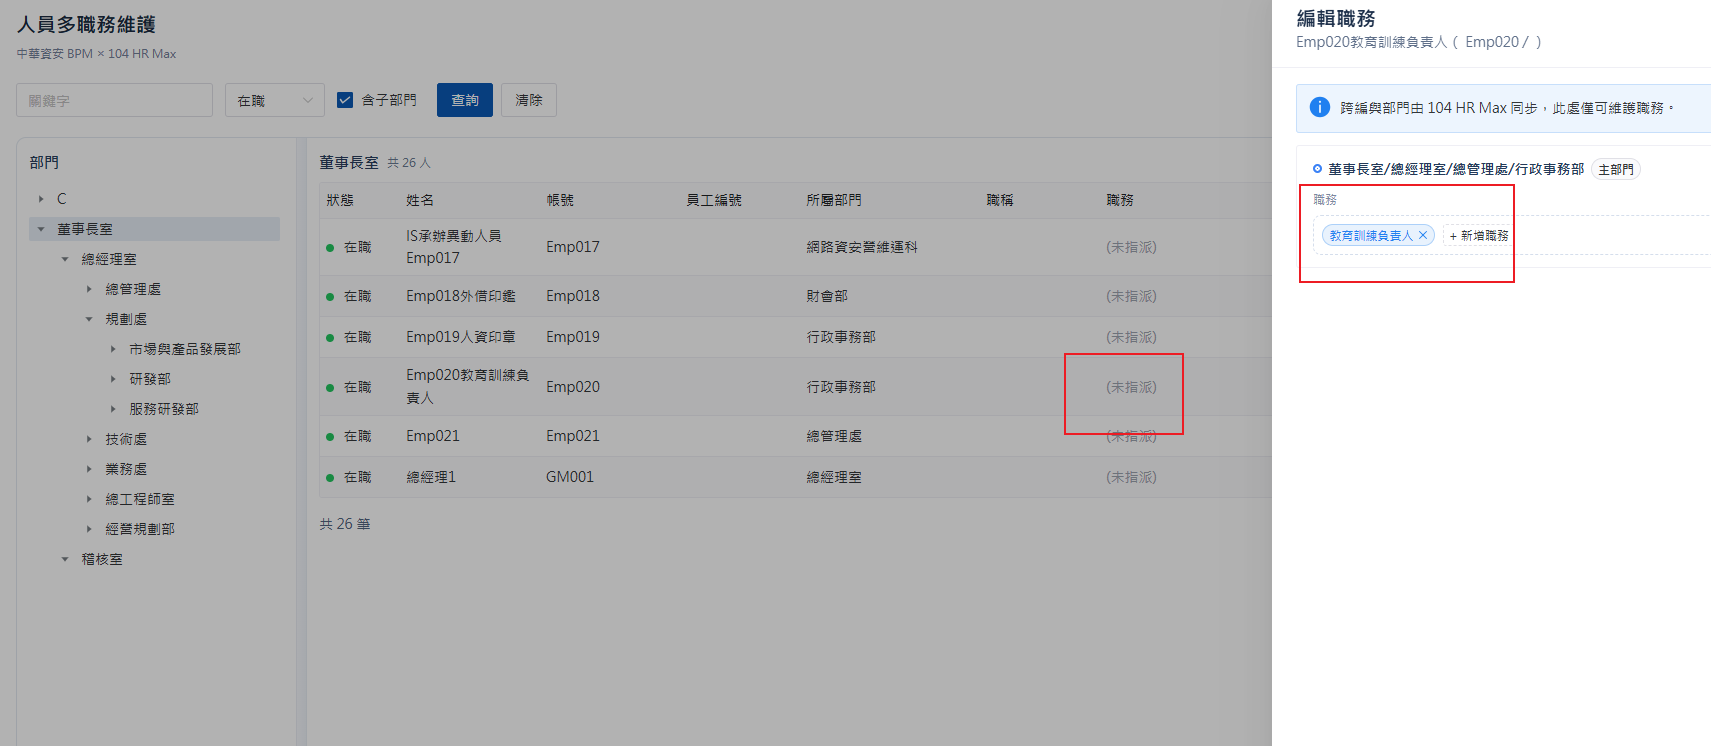 人員多職務維護
中華資安 BPM × 104 HR Max
關鍵字
在職
含子部門
查詢
清除
部門
C
董事長室
總經理室
總管理處
規劃處
市場與產品發展部
研發部
服務研發部
技術處
業務處
總工程師室
經營規劃部
稽核室
董事長室 共 26 人
狀態 姓名 帳號 員工編號 所屬部門 職稱 職務
在職 IS承辦異動人員 Emp017 Emp017 網路資安營維運科 (未指派)
在職 Emp018外借印鑑 Emp018 財會部 (未指派)
在職 Emp019人資印章 Emp019 行政事務部 (未指派)
在職 Emp020教育訓練負責人 Emp020 行政事務部 (未指派)
在職 Emp021 Emp021 總管理處 (未指派)
在職 總經理1 GM001 總經理室 (未指派)
共 26 筆
編輯職務
Emp020教育訓練負責人 ( Emp020 / )
跨編與部門由 104 HR Max 同步，此處僅可維護職務。
董事長室/總經理室/總管理處/行政事務部 主部門
職務
教育訓練負責人 × + 新增職務